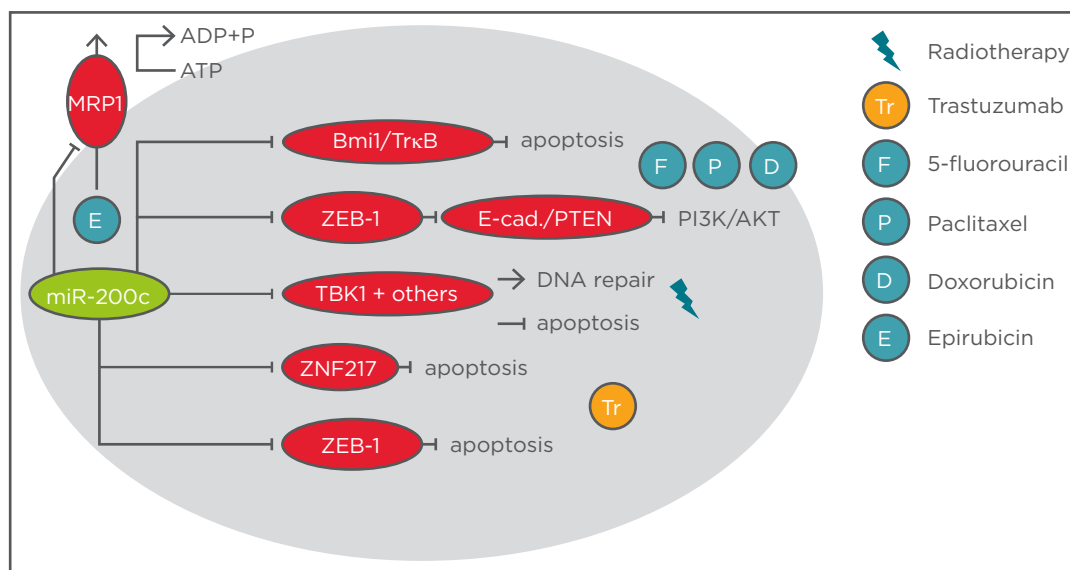 ADP+P
ATP
MRP1
Bmi1/TrκB
apoptosis
F
P
D
E
ZEB-1
E-cad./PTEN
PI3K/AKT
miR-200c
TBK1 + others
DNA repair
apoptosis
ZNF217
apoptosis
Tr
ZEB-1
apoptosis
Radiotherapy
Tr
Trastuzumab
F
5-fluorouracil
P
Paclitaxel
D
Doxorubicin
E
Epirubicin